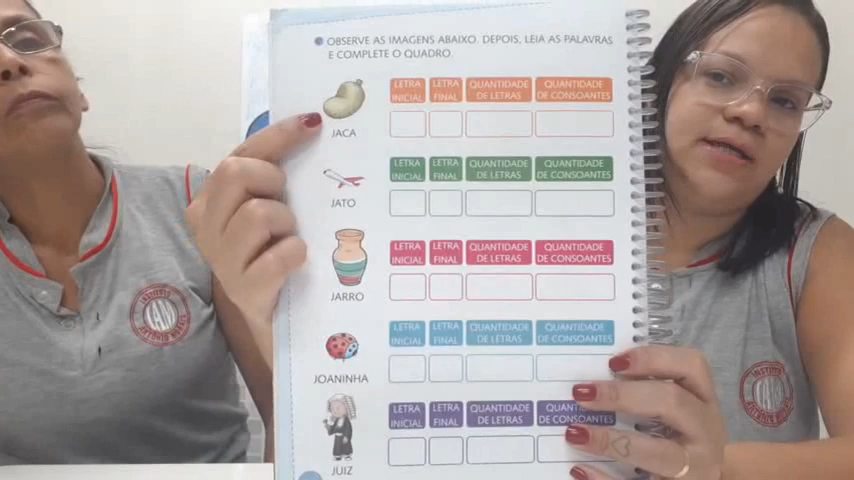 OBSERVE AS IMAGENS ABAIXO. DEPOIS, LEIA AS PALAVRAS
E COMPLETE O QUADRO.
LETRA INICIAL LETRA FINAL QUANTIDADE DE LETRAS QUANTIDADE DE CONSOANTES
JACA
LETRA INICIAL LETRA FINAL QUANTIDADE DE LETRAS QUANTIDADE DE CONSOANTES
JATO
LETRA INICIAL LETRA FINAL QUANTIDADE DE LETRAS QUANTIDADE DE CONSOANTES
JARRO
LETRA INICIAL LETRA FINAL QUANTIDADE DE LETRAS QUANTIDADE DE CONSOANTES
JOANINHA
LETRA INICIAL LETRA FINAL QUANTIDADE DE LETRAS
JUIZ